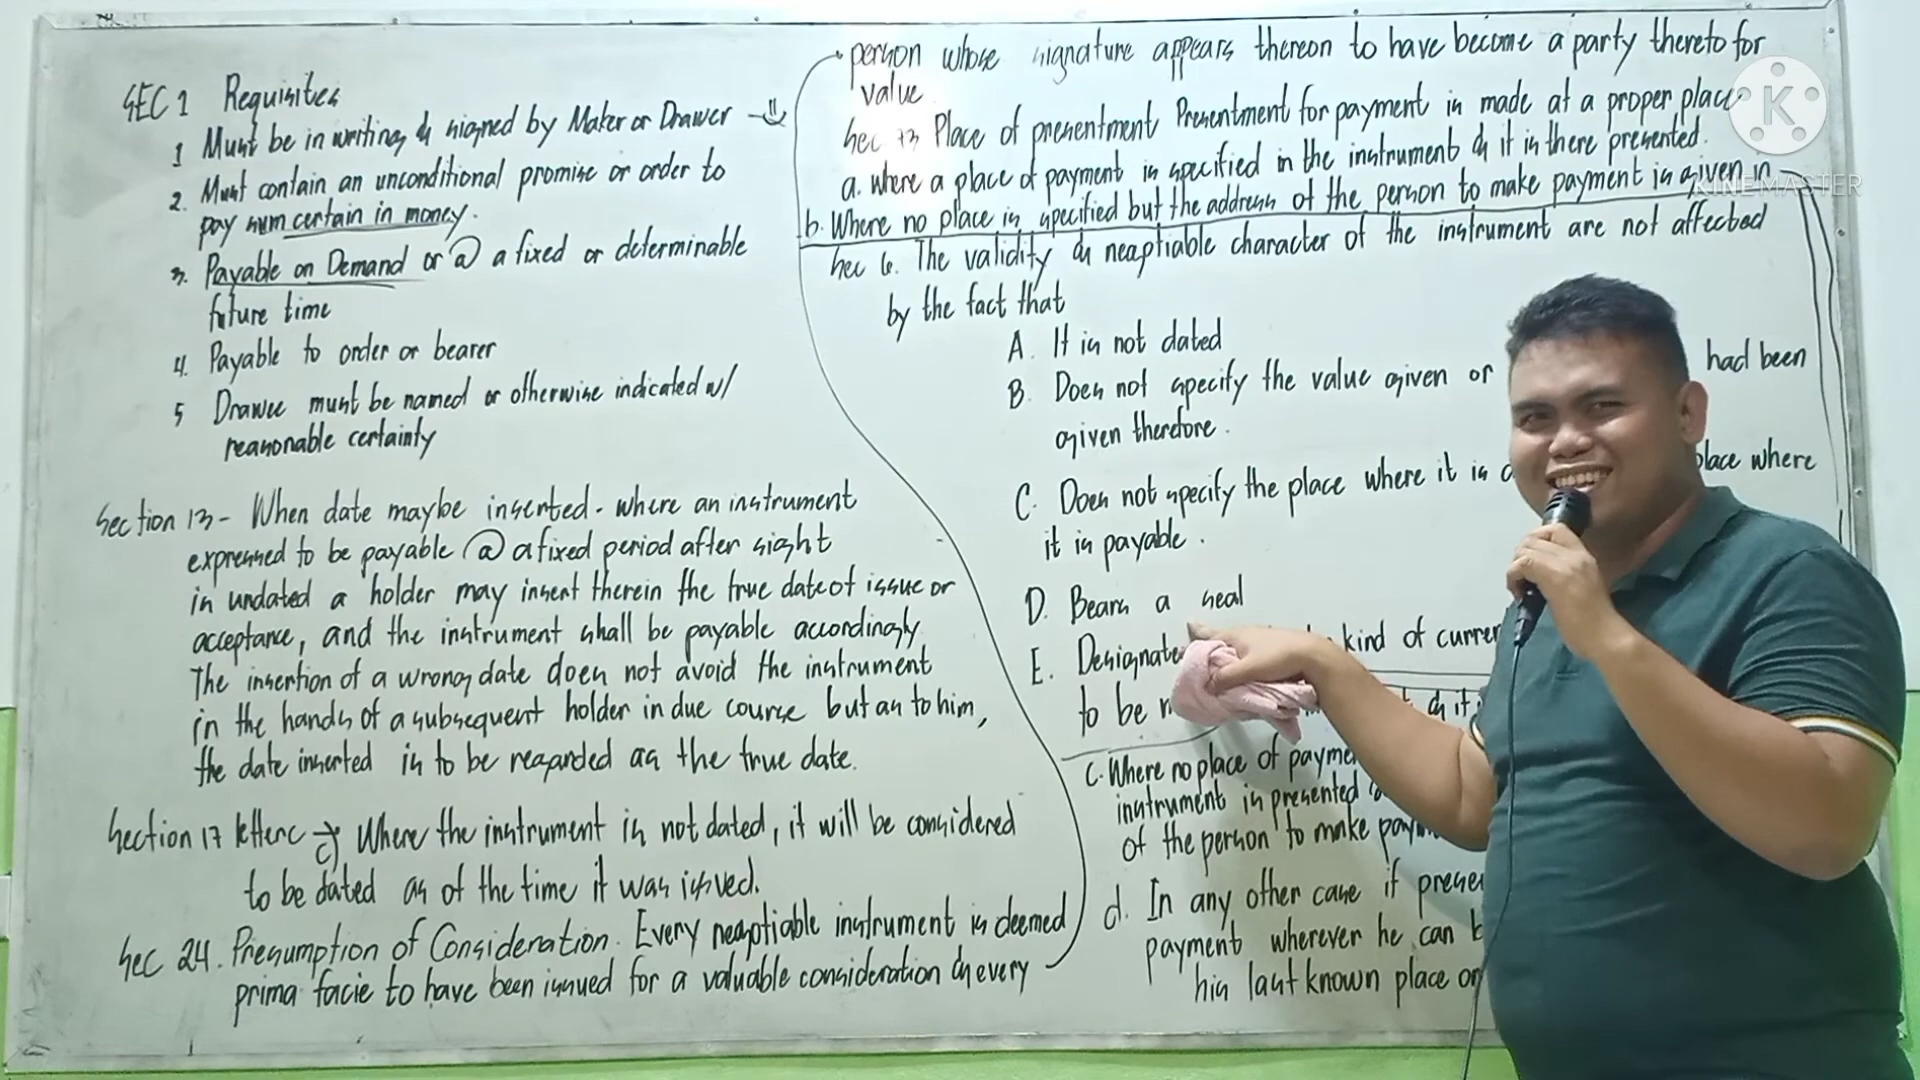 SEC 1 Requisites
1 Must be in writing & signed by Maker or Drawer
2. Must contain an unconditional promise or order to
pay sum certain in money.
3. Payable on Demand or @ a fixed or determinable
future time
4. Payable to order or bearer
5 Drawee must be named or otherwise indicated w/
reasonable certainty
Section 13 - When date maybe inserted - where an instrument
expressed to be payable @ a fixed period after sight
is undated a holder may insert therein the true date of issue or
acceptance, and the instrument shall be payable accordingly.
The insertion of a wrong date does not avoid the instrument
in the hands of a subsequent holder in due course but as to him,
the date inserted is to be regarded as the true date.
Section 17 letter c Where the instrument is not dated, it will be considered
to be dated as of the time it was issued.
Sec 24. Presumption of Consideration. Every negotiable instrument is deemed
prima facie to have been issued for a valuable consideration & every
person whose signature appears thereon to have become a party thereto for
value
Sec 73 Place of presentment Presentment for payment is made at a proper place
a. where a place of payment is specified in the instrument & it is there presented.
b. Where no place is specified but the address of the person to make payment is given in
Sec 6. The validity & negotiable character of the instrument are not affected
by the fact that
A. It is not dated
B. Does not specify the value given or had been
given therefore.
C. Does not specify the place where it is place where
it is payable.
D. Bears a seal
E. Designate kind of curren
to be & it
c. Where no place of payme
instrument is presented
of the person to make paym
d. In any other case if presen
payment wherever he can b
his last known place or
K
KINEMASTER